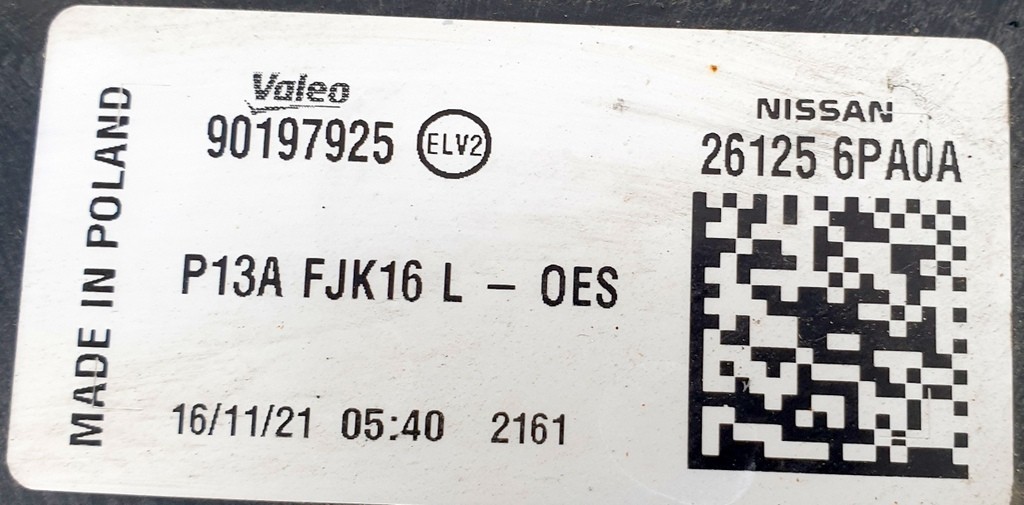 MADE IN POLAND
Valeo
90197925 ELV2
P13A FJK16 L – OES
16/11/21 05:40 2161
NISSAN
26125 6PA0A